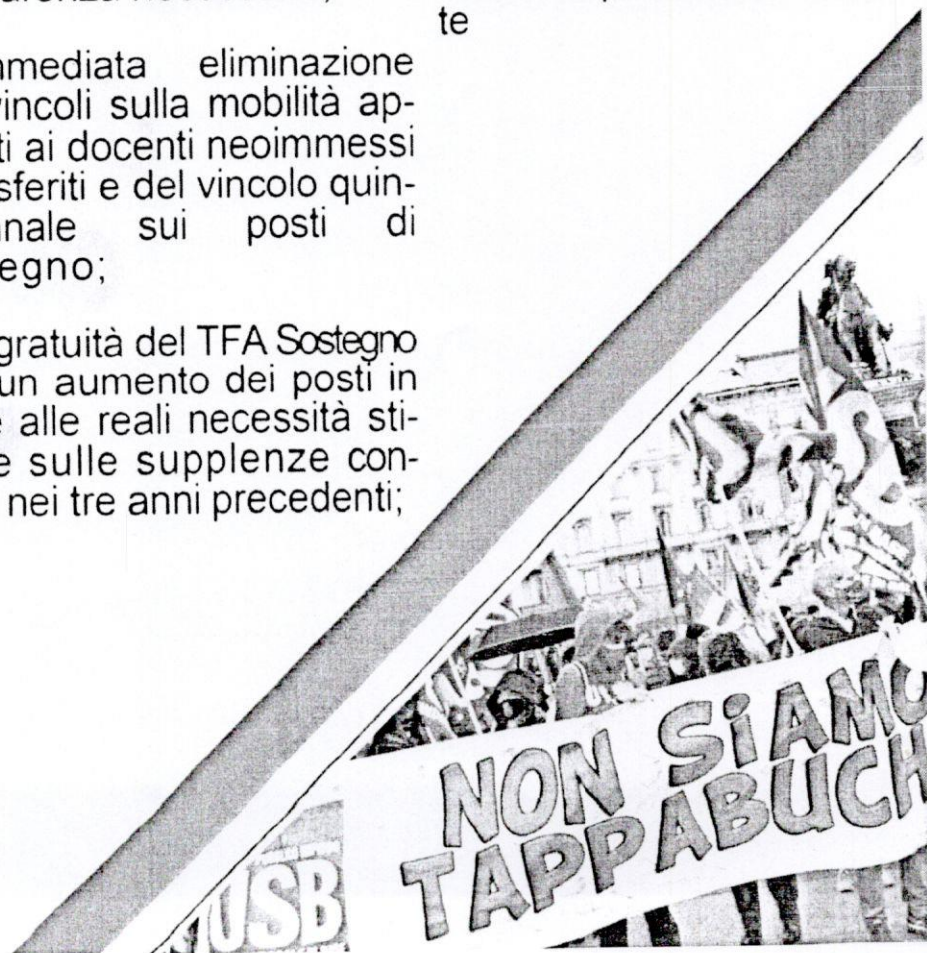 te
mmediata eliminazione
vincoli sulla mobilità ap-
ti ai docenti neoimmessi
sferiti e del vincolo quin-
nale sui posti di
egno;
gratuità del TFA Sostegno
un aumento dei posti in
e alle reali necessità sti-
e sulle supplenze con-
nei tre anni precedenti;
NON SiAMO
TAPPABUCH
USB